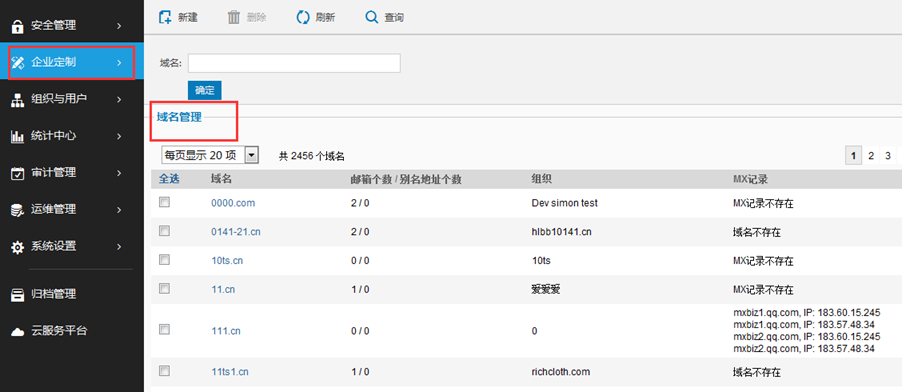 安全管理
企业定制
组织与用户
统计中心
审计管理
运维管理
系统设置
归档管理
云服务平台
新建 删除 刷新 查询
域名:
确定
域名管理
每页显示 20 项 共 2456 个域名 1 2 3
全选 域名 邮箱个数 / 别名地址个数 组织 MX记录
0000.com 2 / 0 Dev simon test MX记录不存在
0141-21.cn 2 / 0 hlbb10141.cn 域名不存在
10ts.cn 0 / 0 10ts MX记录不存在
11.cn 1 / 0 爱爱爱 MX记录不存在
111.cn 0 / 0 0 mxbiz1.qq.com, IP: 183.60.15.245
mxbiz1.qq.com, IP: 183.57.48.34
mxbiz2.qq.com, IP: 183.60.15.245
mxbiz2.qq.com, IP: 183.57.48.34
11ts1.cn 1 / 0 richcloth.com 域名不存在